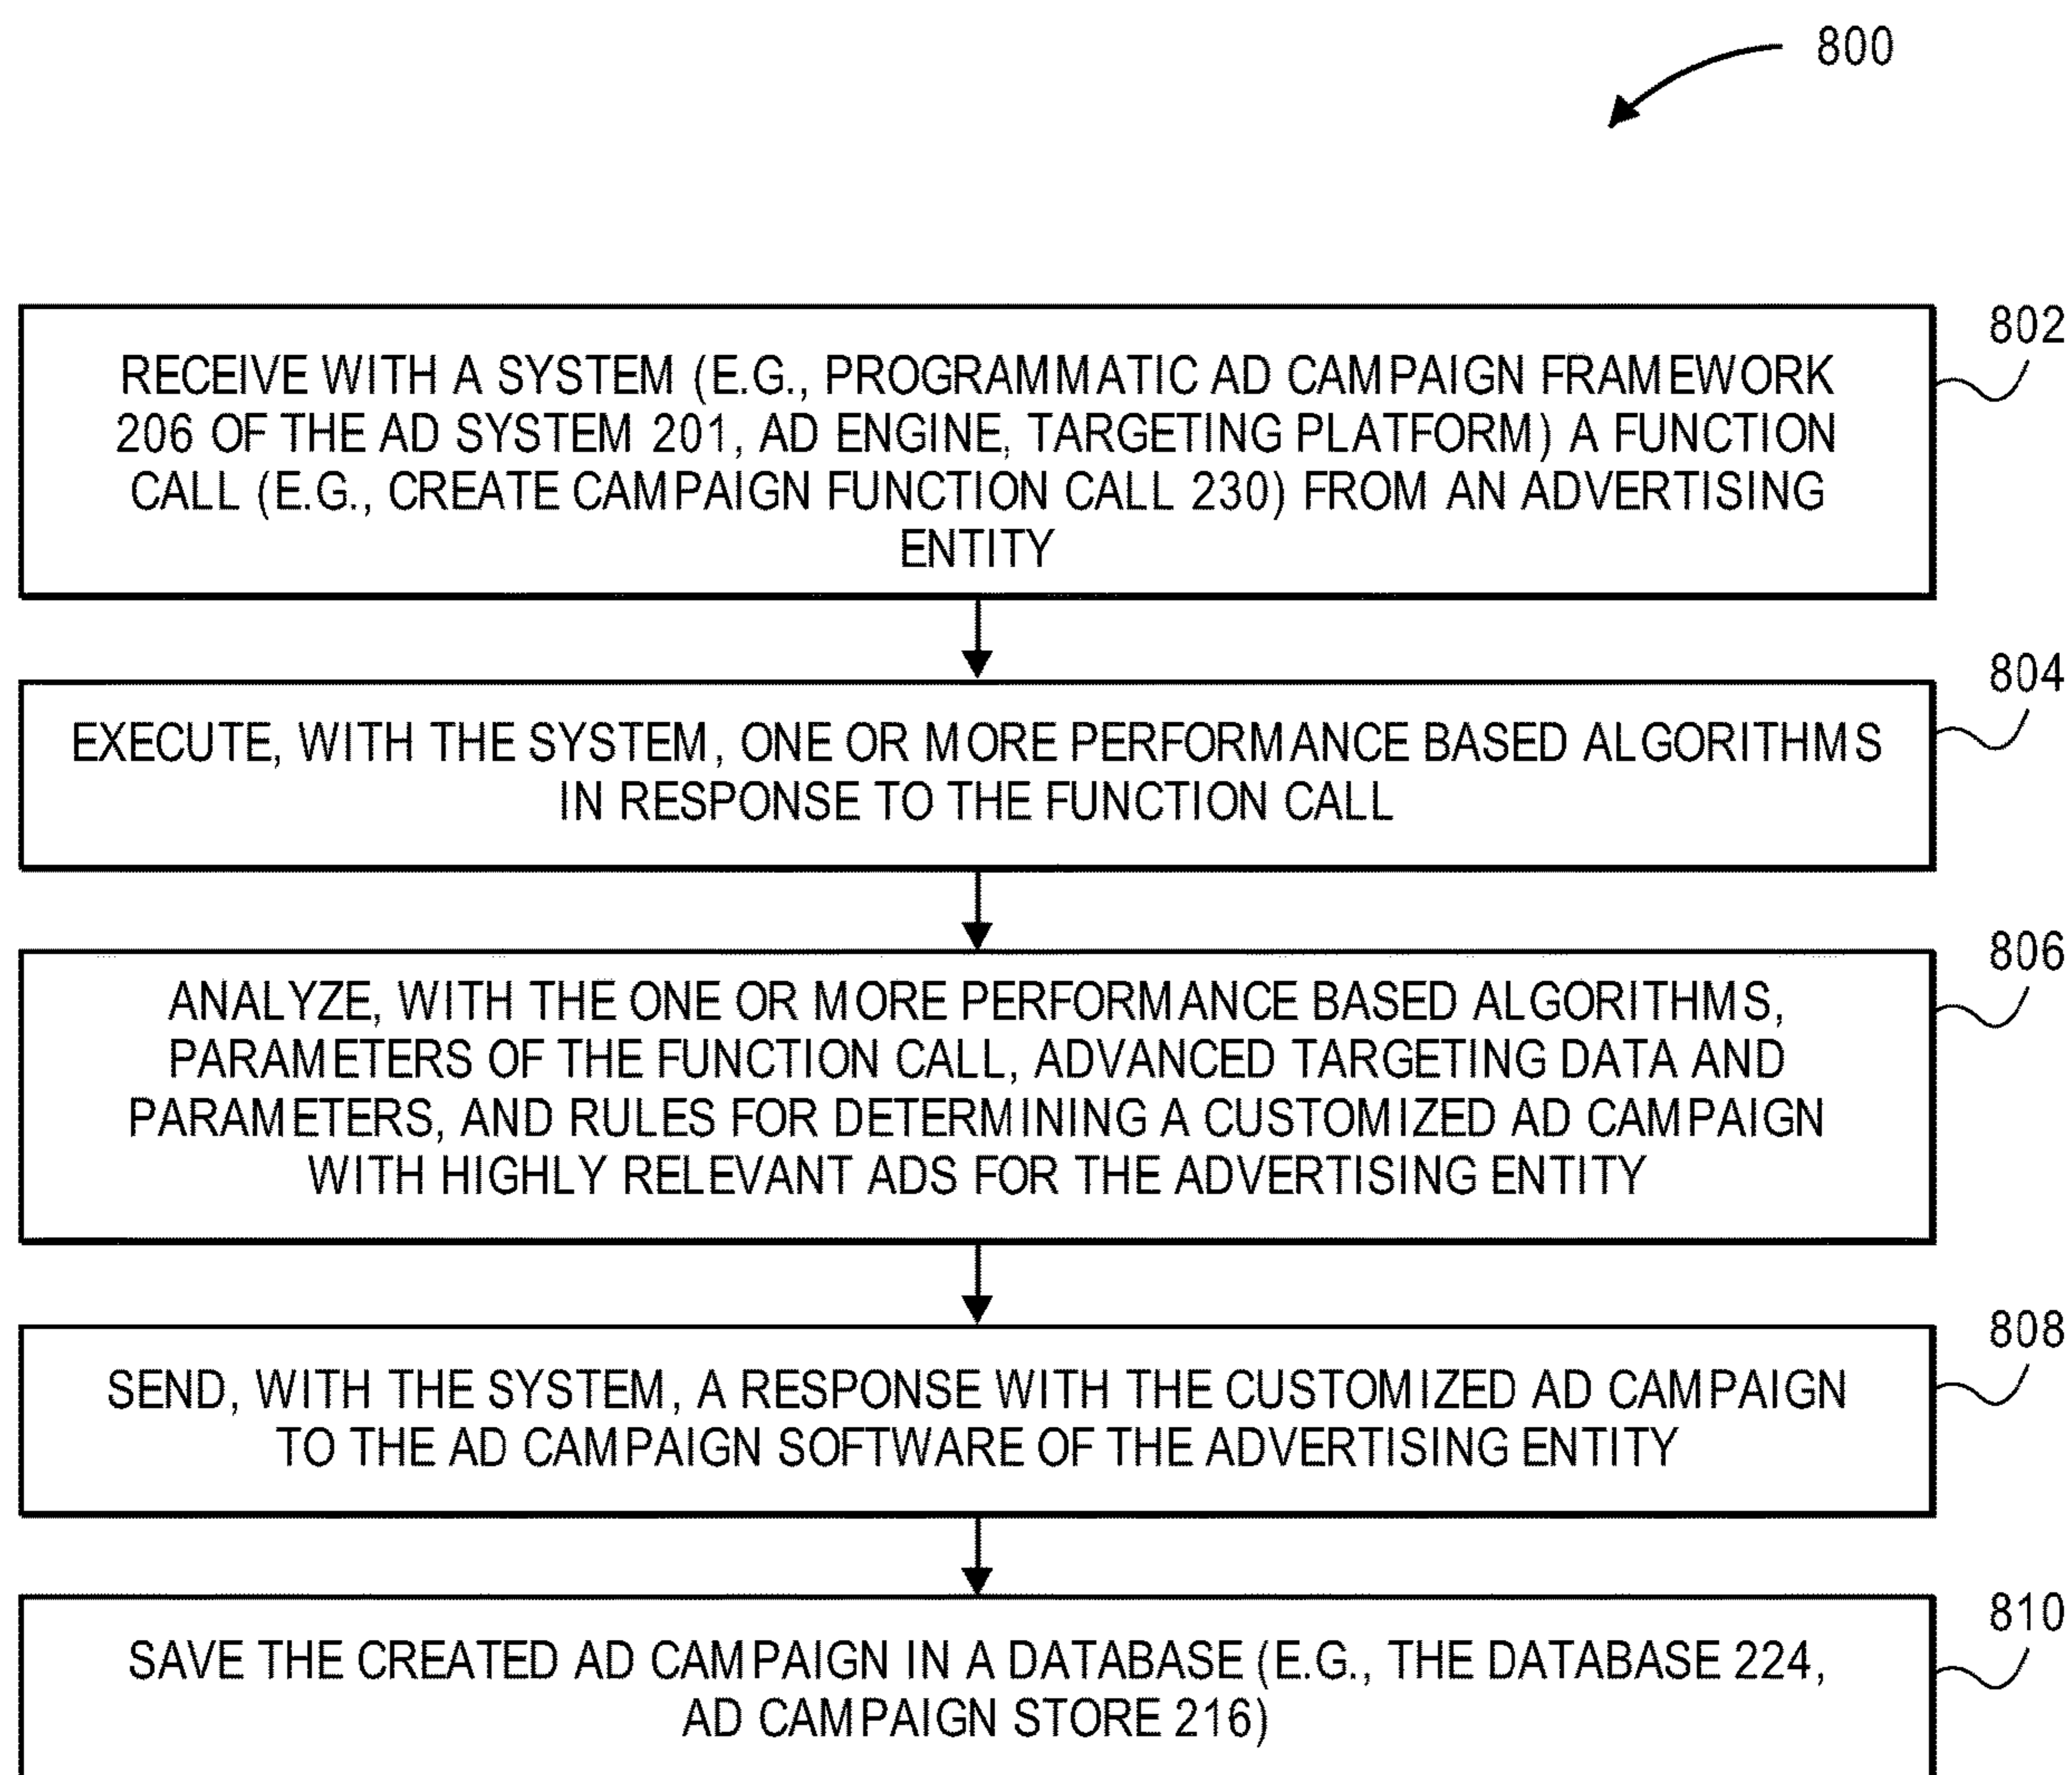 800
802
RECEIVE WITH A SYSTEM (E.G., PROGRAMMATIC AD CAMPAIGN FRAMEWORK
206 OF THE AD SYSTEM 201, AD ENGINE, TARGETING PLATFORM) A FUNCTION
CALL (E.G., CREATE CAMPAIGN FUNCTION CALL 230) FROM AN ADVERTISING
ENTITY
804
EXECUTE, WITH THE SYSTEM, ONE OR MORE PERFORMANCE BASED ALGORITHMS
IN RESPONSE TO THE FUNCTION CALL
806
ANALYZE, WITH THE ONE OR MORE PERFORMANCE BASED ALGORITHMS,
PARAMETERS OF THE FUNCTION CALL, ADVANCED TARGETING DATA AND
PARAMETERS, AND RULES FOR DETERMINING A CUSTOMIZED AD CAMPAIGN
WITH HIGHLY RELEVANT ADS FOR THE ADVERTISING ENTITY
808
SEND, WITH THE SYSTEM, A RESPONSE WITH THE CUSTOMIZED AD CAMPAIGN
TO THE AD CAMPAIGN SOFTWARE OF THE ADVERTISING ENTITY
810
SAVE THE CREATED AD CAMPAIGN IN A DATABASE (E.G., THE DATABASE 224,
AD CAMPAIGN STORE 216)